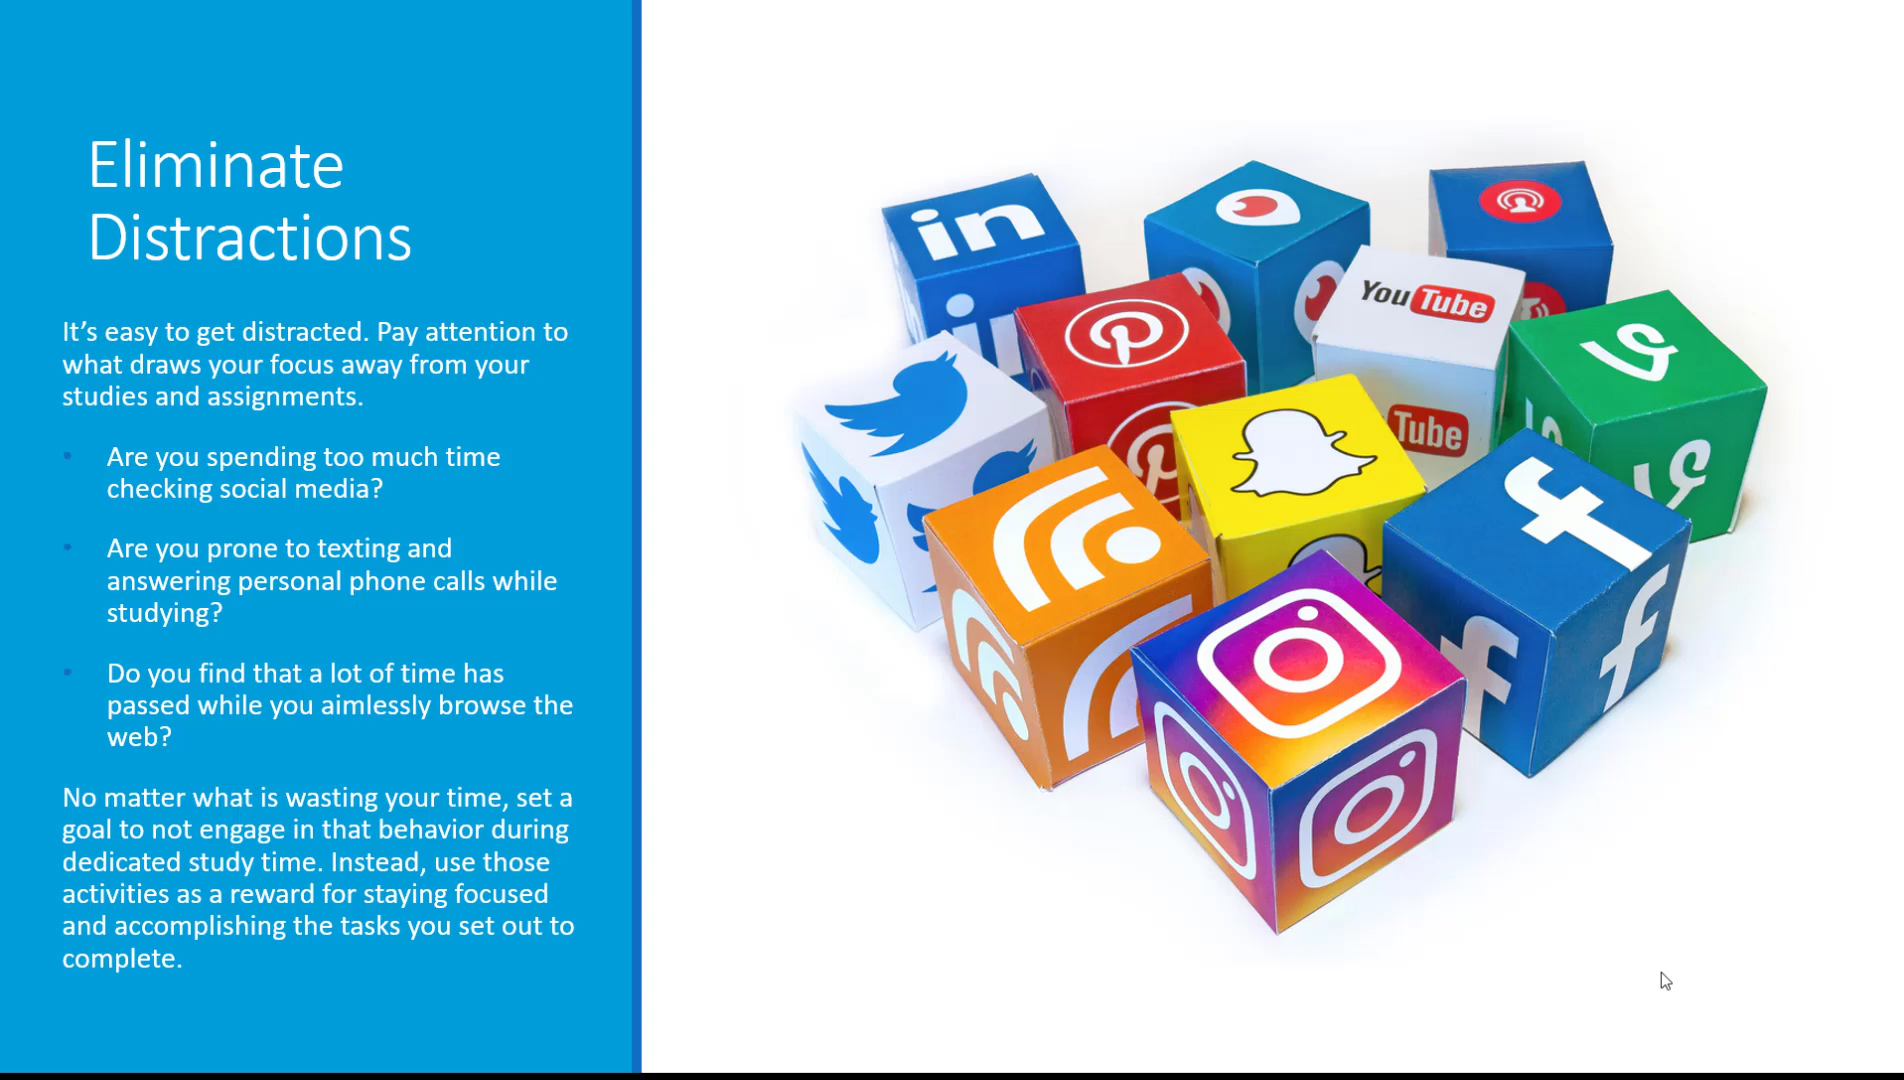 Eliminate
Distractions
It’s easy to get distracted. Pay attention to
what draws your focus away from your
studies and assignments.
• Are you spending too much time
checking social media?
• Are you prone to texting and
answering personal phone calls while
studying?
• Do you find that a lot of time has
passed while you aimlessly browse the
web?
No matter what is wasting your time, set a
goal to not engage in that behavior during
dedicated study time. Instead, use those
activities as a reward for staying focused
and accomplishing the tasks you set out to
complete.
in
in
You Tube
Tube
f
f
f